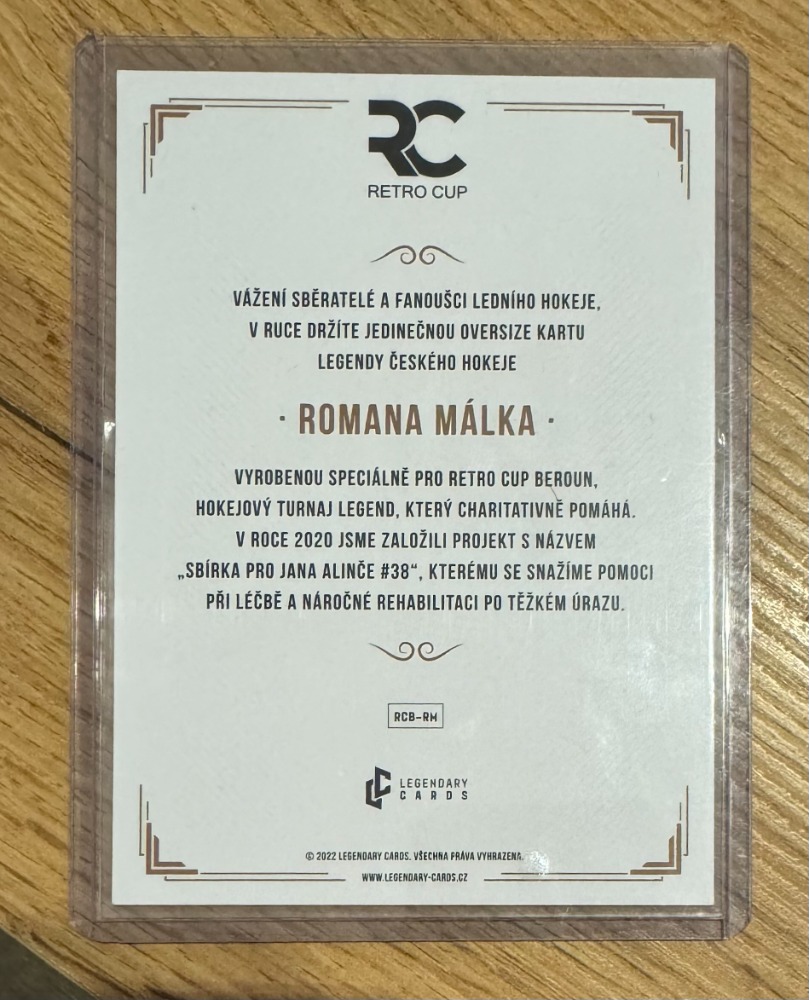 RC
RETRO CUP
VÁŽENÍ SBĚRATELÉ A FANOUŠCI LEDNÍHO HOKEJE,
V RUCE DRŽÍTE JEDINEČNOU OVERSIZE KARTU
LEGENDY ČESKÉHO HOKEJE
· ROMANA MÁLKA ·
VYROBENOU SPECIÁLNĚ PRO RETRO CUP BEROUN,
HOKEJOVÝ TURNAJ LEGEND, KTERÝ CHARITATIVNĚ POMÁHÁ.
V ROCE 2020 JSME ZALOŽILI PROJEKT S NÁZVEM
„SBÍRKA PRO JANA ALINČE #38“, KTERÉMU SE SNAŽÍME POMOCI
PŘI LÉČBĚ A NÁROČNÉ REHABILITACI PO TĚŽKÉM ÚRAZU.
RCB-RM
LC LEGENDARY
CARDS
© 2022 LEGENDARY CARDS. VŠECHNA PRÁVA VYHRAZENA.
WWW.LEGENDARY-CARDS.CZ